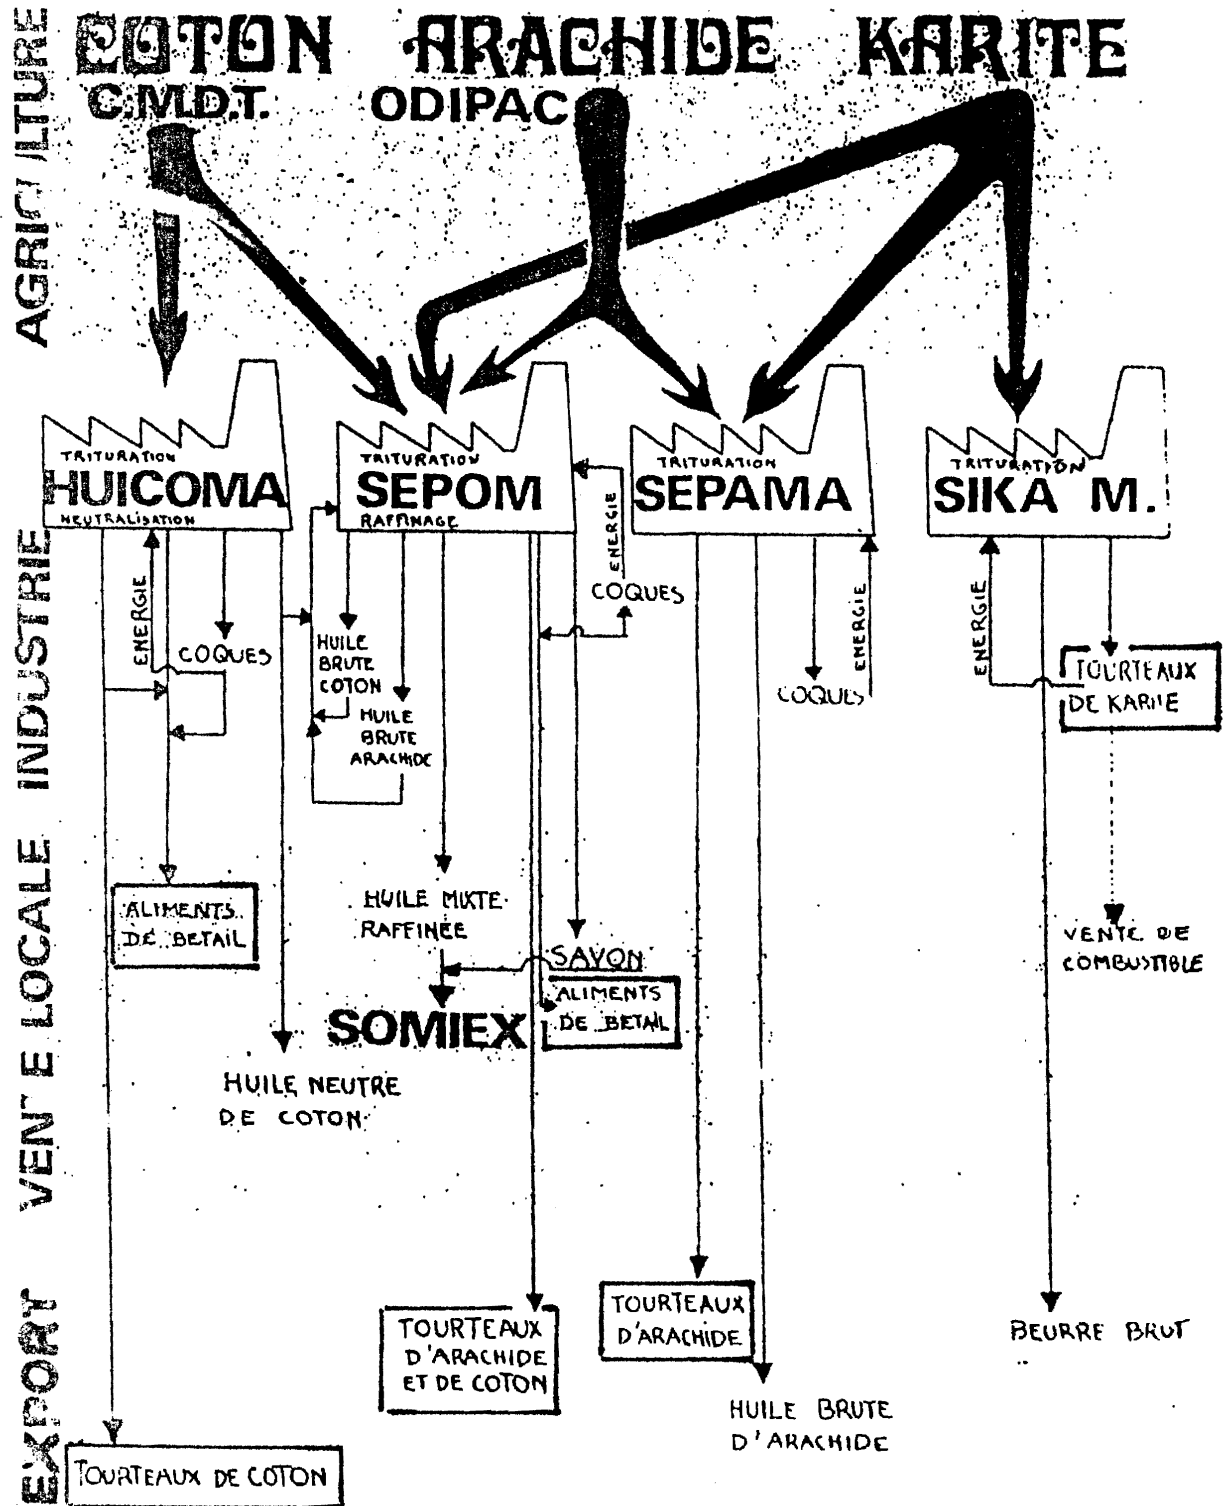 COTON ARACHIDE KARITE
C.M.D.T. ODIPAC
AGRICULTURE
TRITURATION
HUICOMA
NEUTRALISATION
TRITURATION
SEPOM
RAFFINAGE
TRITURATION
SEPAMA
TRITURATION
SIKA M.
INDUSTRIE
ENERGIE
COQUES
HUILE
BRUTE
COTON
HUILE
BRUTE
ARACHIDE
ENERGIE
COQUES
COQUES
ENERGIE
ENERGIE
TOURTEAUX
DE KARITE
VENTE LOCALE
ALIMENTS
DE BETAIL
HUILE MIXTE
RAFFINÉE
SAVON
SOMIEX
ALIMENTS
DE BETAIL
VENTE DE
COMBUSTIBLE
HUILE NEUTRE
DE COTON
EXPORT
TOURTEAUX DE COTON
TOURTEAUX
D'ARACHIDE
ET DE COTON
TOURTEAUX
D'ARACHIDE
HUILE BRUTE
D'ARACHIDE
BEURRE BRUT